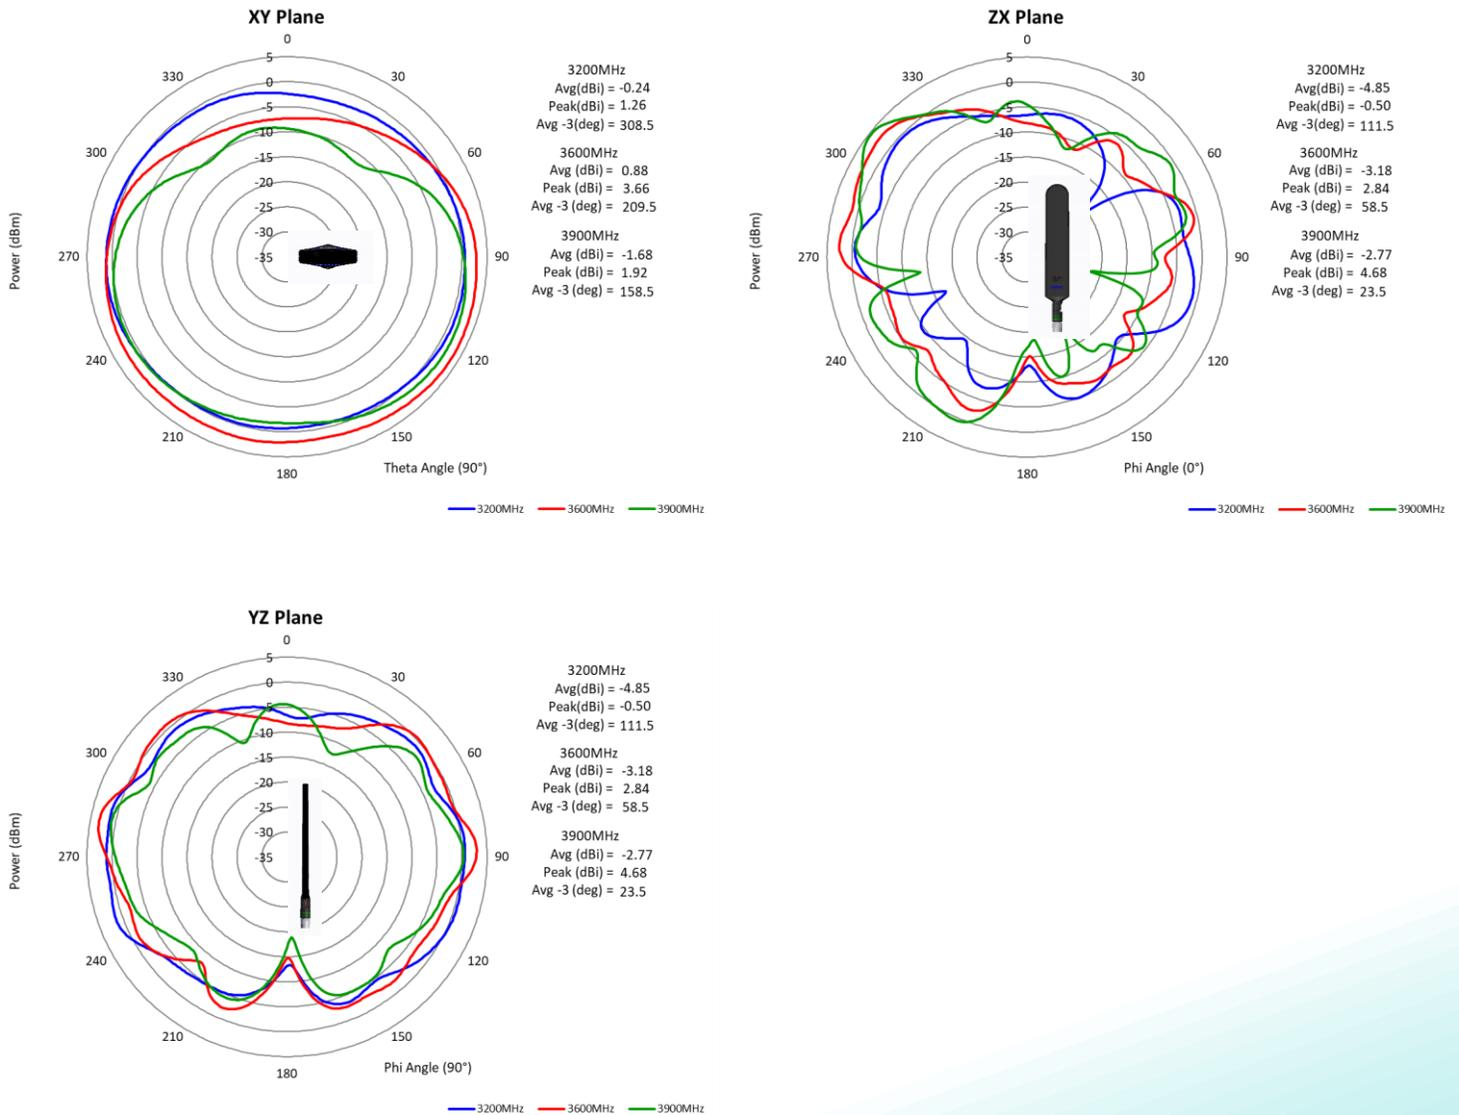 XY Plane
0
5
0
-5
-10
-15
-20
-25
-30
-35
30
60
90
120
150
180
210
240
270
300
330
Power (dBm)
Theta Angle (90°)
3200MHz
Avg(dBi) = -0.24
Peak(dBi) = 1.26
Avg -3(deg) = 308.5
3600MHz
Avg (dBi) = 0.88
Peak (dBi) = 3.66
Avg -3 (deg) = 209.5
3900MHz
Avg (dBi) = -1.68
Peak (dBi) = 1.92
Avg -3 (deg) = 158.5
3200MHz 3600MHz 3900MHz
ZX Plane
0
5
0
-5
-10
-15
-20
-25
-30
-35
30
60
90
120
150
180
210
240
270
300
330
Power (dBm)
Phi Angle (0°)
3200MHz
Avg(dBi) = -4.85
Peak(dBi) = -0.50
Avg -3(deg) = 111.5
3600MHz
Avg (dBi) = -3.18
Peak (dBi) = 2.84
Avg -3 (deg) = 58.5
3900MHz
Avg (dBi) = -2.77
Peak (dBi) = 4.68
Avg -3 (deg) = 23.5
3200MHz 3600MHz 3900MHz
YZ Plane
0
5
0
-5
-10
-15
-20
-25
-30
-35
30
60
90
120
150
180
210
240
270
300
330
Power (dBm)
Phi Angle (90°)
3200MHz
Avg(dBi) = -4.85
Peak(dBi) = -0.50
Avg -3(deg) = 111.5
3600MHz
Avg (dBi) = -3.18
Peak (dBi) = 2.84
Avg -3 (deg) = 58.5
3900MHz
Avg (dBi) = -2.77
Peak (dBi) = 4.68
Avg -3 (deg) = 23.5
3200MHz 3600MHz 3900MHz